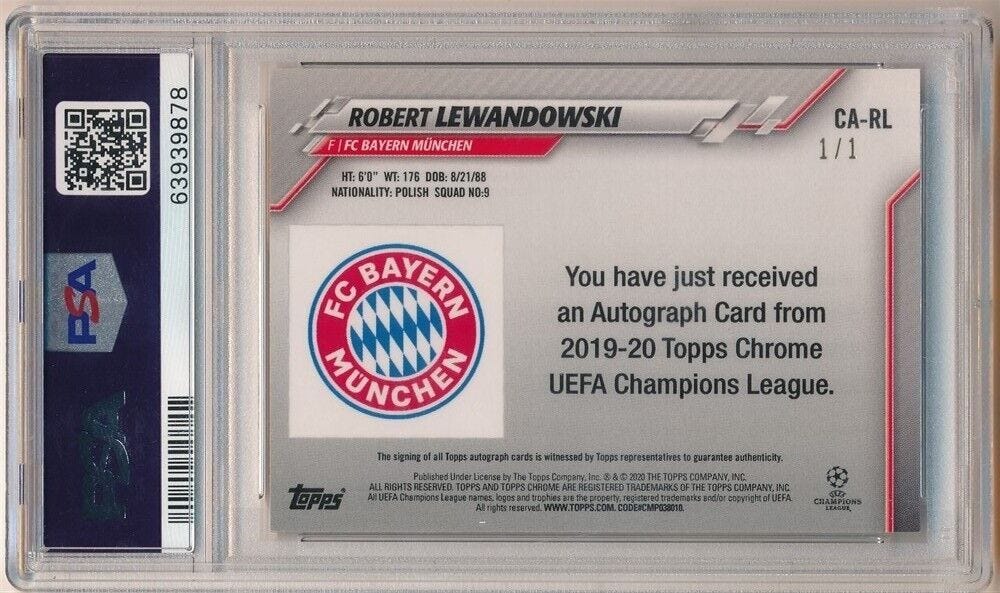 63939878
PSA
PSA
ROBERT LEWANDOWSKI
F | FC BAYERN MÜNCHEN
CA-RL
1/1
HT: 6'0" WT: 176 DOB: 8/21/88
NATIONALITY: POLISH SQUAD NO:9
FC BAYERN
MÜNCHEN
You have just received
an Autograph Card from
2019-20 Topps Chrome
UEFA Champions League.
The signing of all Topps autograph cards is witnessed by Topps representatives to guarantee authenticity.
Topps
Published Under License by The Topps Company, Inc. ® & © 2020 THE TOPPS COMPANY, INC.
ALL RIGHTS RESERVED. TOPPS AND TOPPS CHROME ARE REGISTERED TRADEMARKS OF THE TOPPS COMPANY, INC.
All UEFA Champions League names, logos and trophies are the property, registered trademarks and/or copyright of UEFA.
All rights reserved. WWW.TOPPS.COM. CODE#CMP038010.
CHAMPIONS
LEAGUE